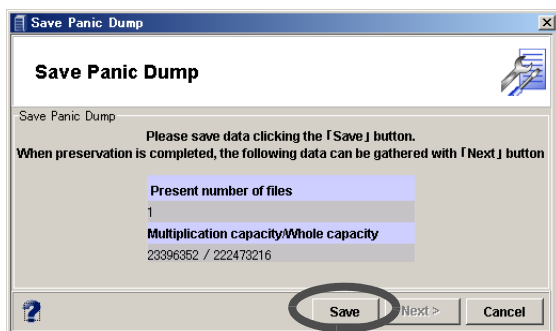 Save Panic Dump
Save Panic Dump
Save Panic Dump
Please save data clicking the「Save」button.
When preservation is completed, the following data can be gathered with「Next」button
Present number of files
1
Multiplication capacity/Whole capacity
23396352 / 222473216
Save Next > Cancel